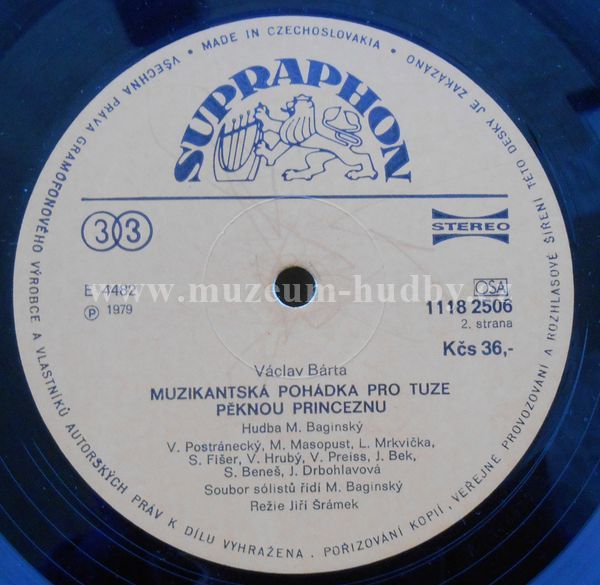 VŠECHNA PRÁVA GRAMOFONOVÉHO VÝROBCE A VLASTNÍKŮ AUTORSKÝCH PRÁV K DÍLU VYHRAŽENA . POŘIZOVÁNÍ KOPIÍ, VEŘEJNÉ PROVOZOVÁNÍ A ROZHLASOVÉ ŠÍŘENÍ TÉTO DESKY JE ZAKÁZÁNO • MADE IN CZECHOSLOVAKIA •
SUPRAPHON
33
STEREO
E 4482
OSA
℗ 1979
1118 2506
2. strana
Kčs 36,-
www.muzeum-hudby.cz
Václav Bárta
MUZIKANTSKÁ POHÁDKA PRO TUZE
PĚKNOU PRINCEZNU
Hudba M. Baginský
V. Postránecký, M. Masopust, L. Mrkvička,
S. Fišer, V. Hrubý, V. Preiss, J. Bek,
S. Beneš, J. Drbohlavová
Soubor sólistů řídí M. Baginský
Režie Jiří Šrámek